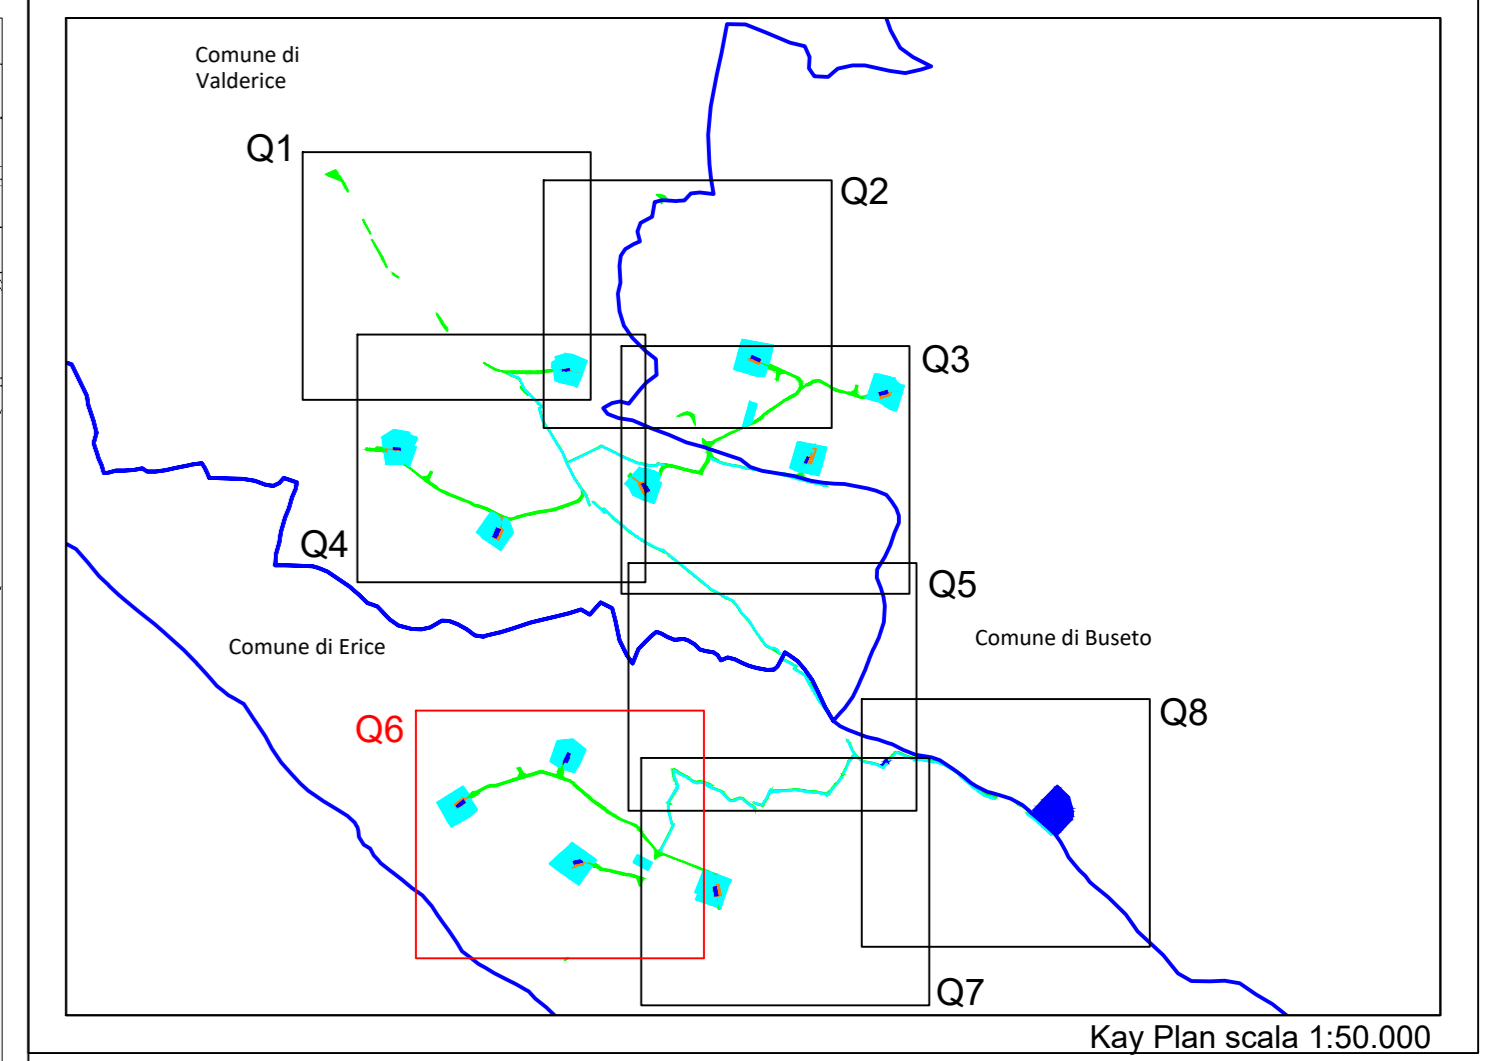 Comune di
Valderice
Q1
Q2
Q3
Q4
Q5
Comune di Erice
Comune di Buseto
Q6
Q8
Q7
Kay Plan scala 1:50.000